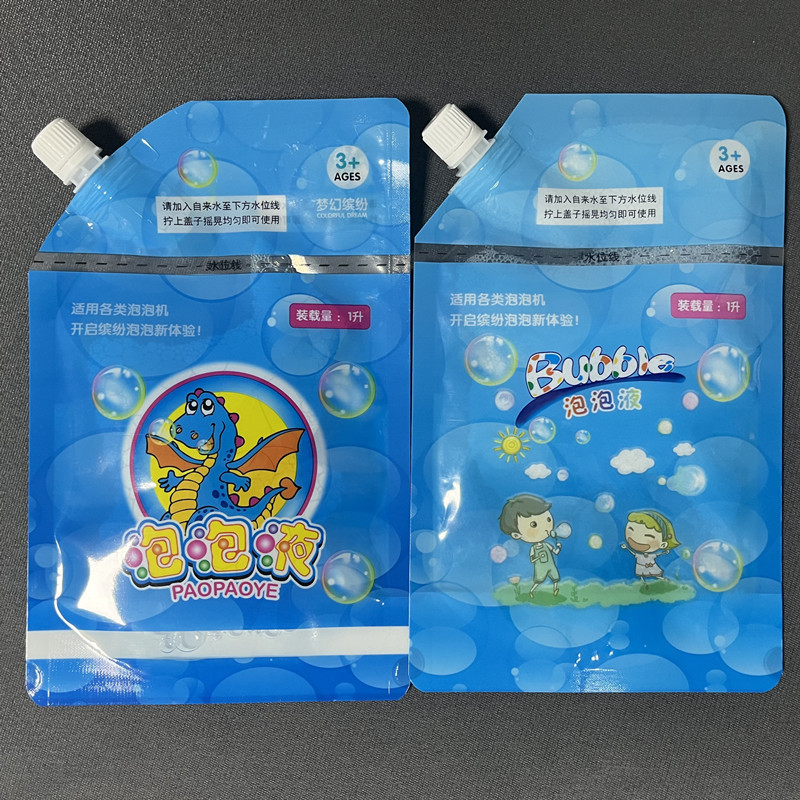 3+
AGES
请加入自来水至下方水位线
拧上盖子摇晃均匀即可使用
梦幻缤纷
COLORFUL DREAM
水位线
适用各类泡泡机
开启缤纷泡泡新体验!
装载量:1升
泡泡液
PAOPAOYE
3+
AGES
请加入自来水至下方水位线
拧上盖子摇晃均匀即可使用
水位线
适用各类泡泡机
开启缤纷泡泡新体验!
装载量:1升
Bubble
泡泡液